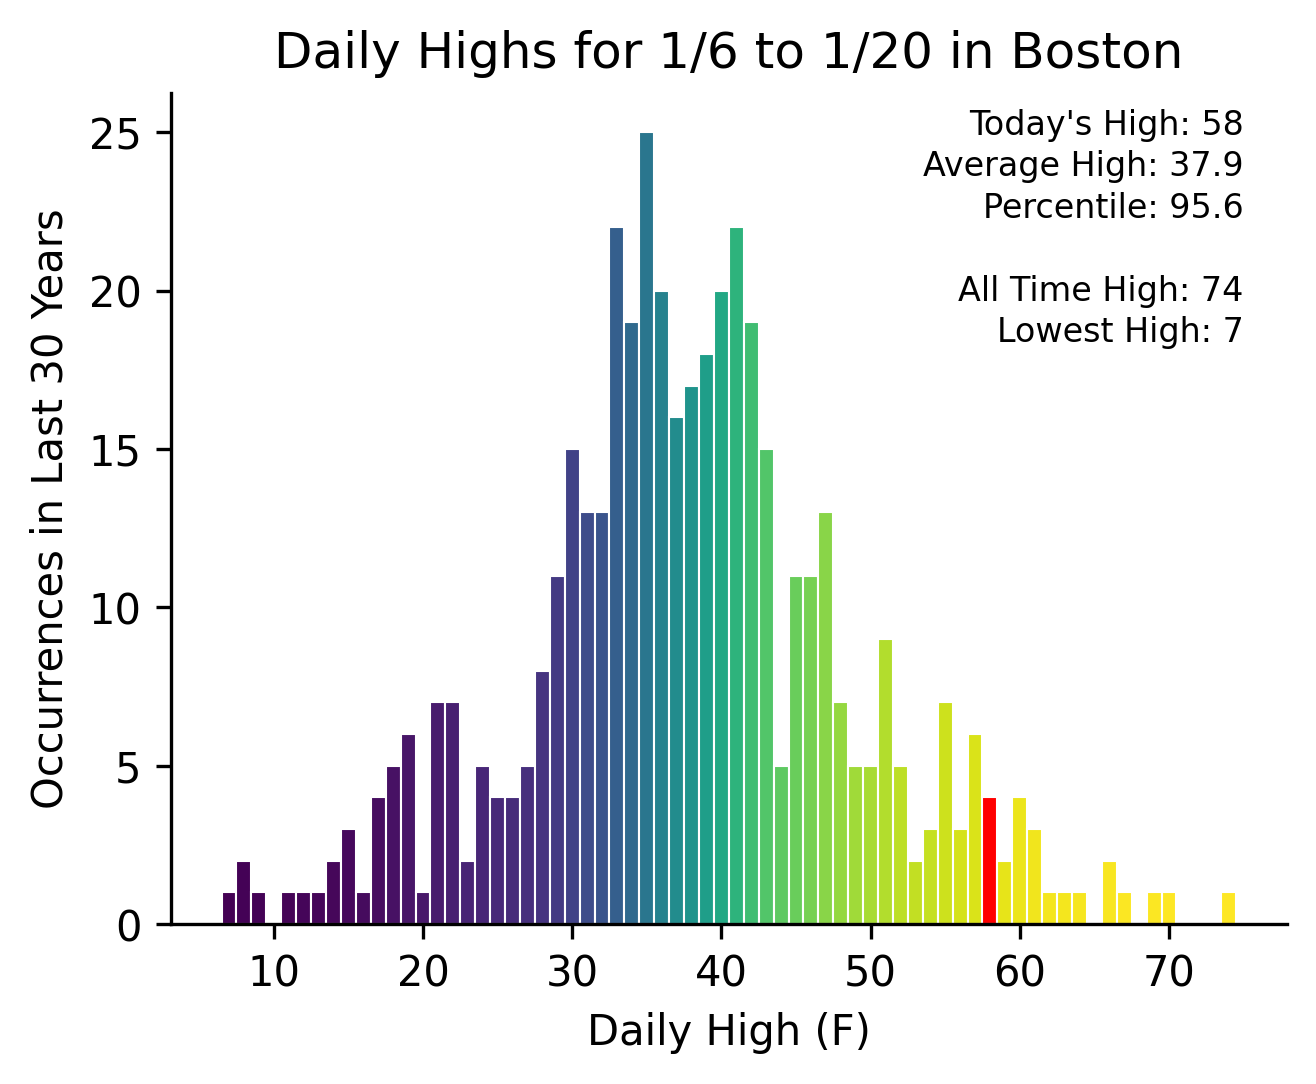 Daily Highs for 1/6 to 1/20 in Boston
Today's High: 58
Average High: 37.9
Percentile: 95.6
All Time High: 74
Lowest High: 7
Occurrences in Last 30 Years
25
20
15
10
5
0
10 20 30 40 50 60 70
Daily High (F)